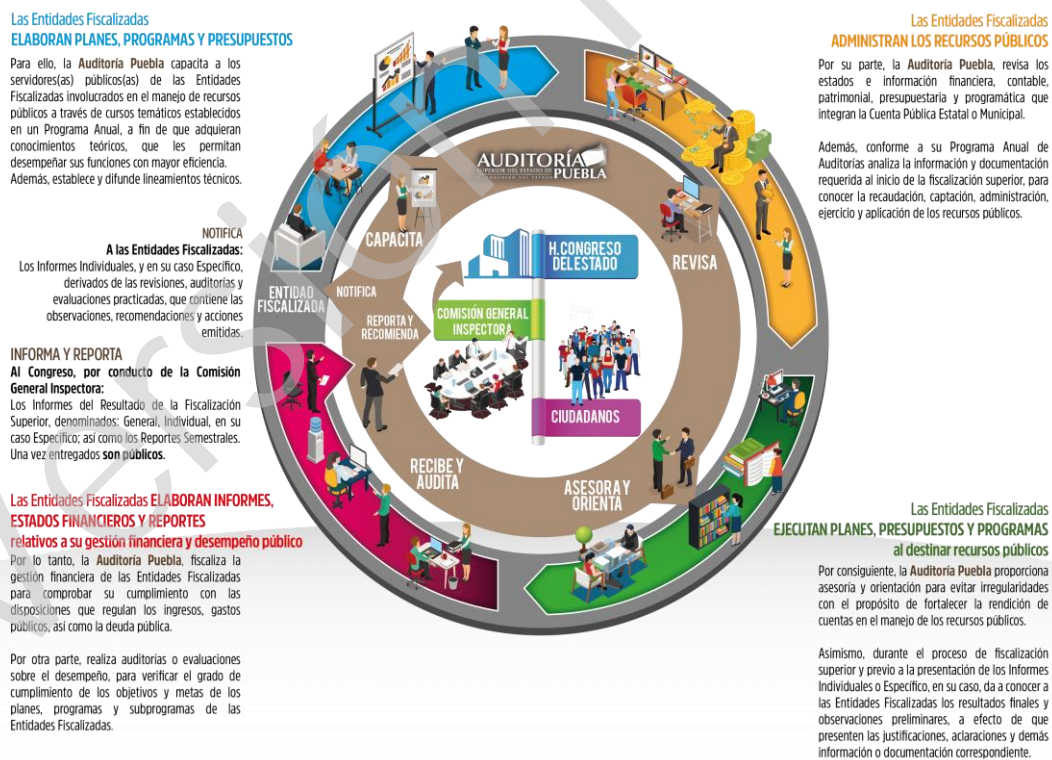 Las Entidades Fiscalizadas
ELABORAN PLANES, PROGRAMAS Y PRESUPUESTOS
Para ello, la Auditoría Puebla capacita a los
servidores(as) públicos(as) de las Entidades
Fiscalizadas involucrados en el manejo de recursos
públicos a través de cursos temáticos establecidos
en un Programa Anual, a fin de que adquieran
conocimientos teóricos, que les permitan
desempeñar sus funciones con mayor eficiencia.
Además, establece y difunde lineamientos técnicos.
NOTIFICA
A las Entidades Fiscalizadas:
Los Informes Individuales, y en su caso Específico,
derivados de las revisiones, auditorías y
evaluaciones practicadas, que contiene las
observaciones, recomendaciones y acciones
emitidas.
INFORMA Y REPORTA
Al Congreso, por conducto de la Comisión
General Inspectora:
Los Informes del Resultado de la Fiscalización
Superior, denominados: General, Individual, en su
caso Específico; así como los Reportes Semestrales.
Una vez entregados son públicos.
Las Entidades Fiscalizadas ELABORAN INFORMES,
ESTADOS FINANCIEROS Y REPORTES
relativos a su gestión financiera y desempeño público
Por lo tanto, la Auditoría Puebla, fiscaliza la
gestión financiera de las Entidades Fiscalizadas
para comprobar su cumplimiento con las
disposiciones que regulan los ingresos, gastos
públicos, así como la deuda pública.
Por otra parte, realiza auditorías o evaluaciones
sobre el desempeño, para verificar el grado de
cumplimiento de los objetivos y metas de los
planes, programas y subprogramas de las
Entidades Fiscalizadas.
AUDITORÍA
SUPERIOR DEL ESTADO DE
PUEBLA
H. CONGRESO DEL ESTADO
CAPACITA
REVISA
H. CONGRESO
DEL ESTADO
ENTIDAD
FISCALIZADA
NOTIFICA
REPORTA Y
RECOMIENDA
COMISIÓN GENERAL
INSPECTORA
CIUDADANOS
RECIBE Y
AUDITA
ASESORA Y
ORIENTA
Las Entidades Fiscalizadas
ADMINISTRAN LOS RECURSOS PÚBLICOS
Por su parte, la Auditoría Puebla, revisa los
estados e información financiera, contable,
patrimonial, presupuestaria y programática que
integran la Cuenta Pública Estatal o Municipal.
Además, conforme a su Programa Anual de
Auditorías analiza la información y documentación
requerida al inicio de la fiscalización superior, para
conocer la recaudación, captación, administración,
ejercicio y aplicación de los recursos públicos.
Las Entidades Fiscalizadas
EJECUTAN PLANES, PRESUPUESTOS Y PROGRAMAS
al destinar recursos públicos
Por consiguiente, la Auditoría Puebla proporciona
asesoría y orientación para evitar irregularidades
con el propósito de fortalecer la rendición de
cuentas en el manejo de los recursos públicos.
Asimismo, durante el proceso de fiscalización
superior y previo a la presentación de los Informes
Individuales o Específico, en su caso, da a conocer a
las Entidades Fiscalizadas los resultados finales y
observaciones preliminares, a efecto de que
presenten las justificaciones, aclaraciones y demás
información o documentación correspondiente.